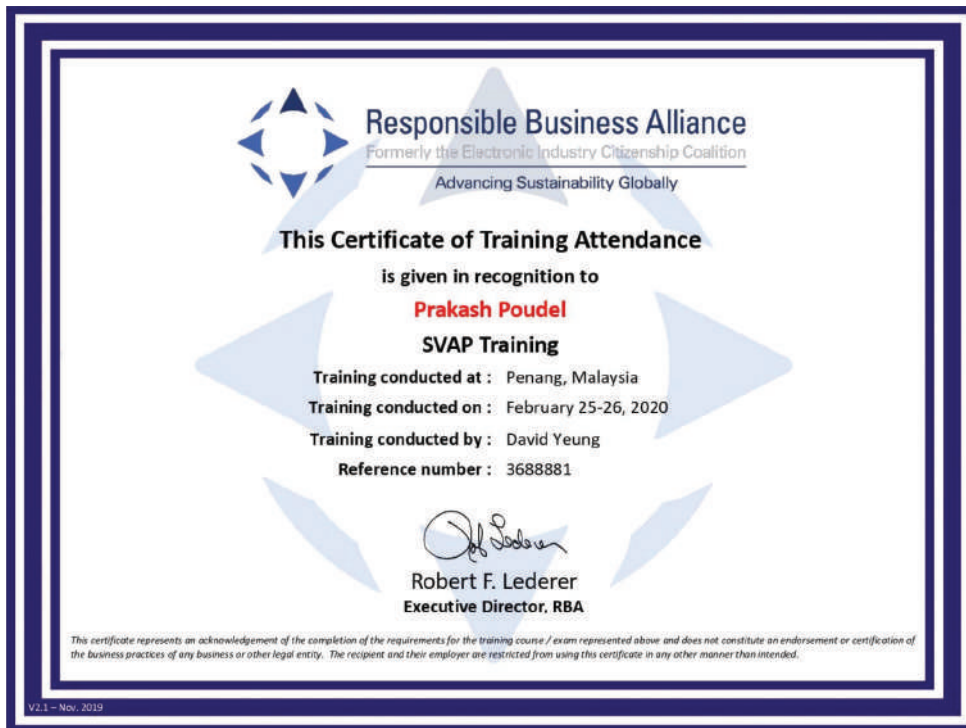 Responsible Business Alliance
Formerly the Electronic Industry Citizenship Coalition
Advancing Sustainability Globally
This Certificate of Training Attendance
is given in recognition to
Prakash Poudel
SVAP Training
Training conducted at : Penang, Malaysia
Training conducted on : February 25-26, 2020
Training conducted by : David Yeung
Reference number : 3688881
Rob Lederer
Robert F. Lederer
Executive Director, RBA
This certificate represents an acknowledgement of the completion of the requirements for the training course / exam represented above and does not constitute an endorsement or certification of
the business practices of any business or other legal entity. The recipient and their employer are restricted from using this certificate in any other manner than intended.
V2.1 – Nov. 2019